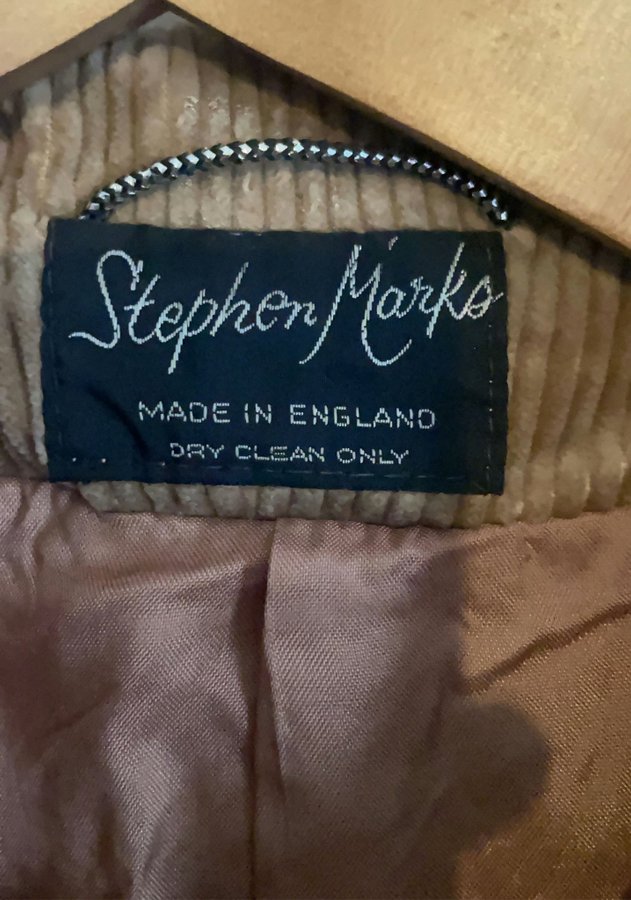 Stephen Marks
MADE IN ENGLAND
DRY CLEAN ONLY